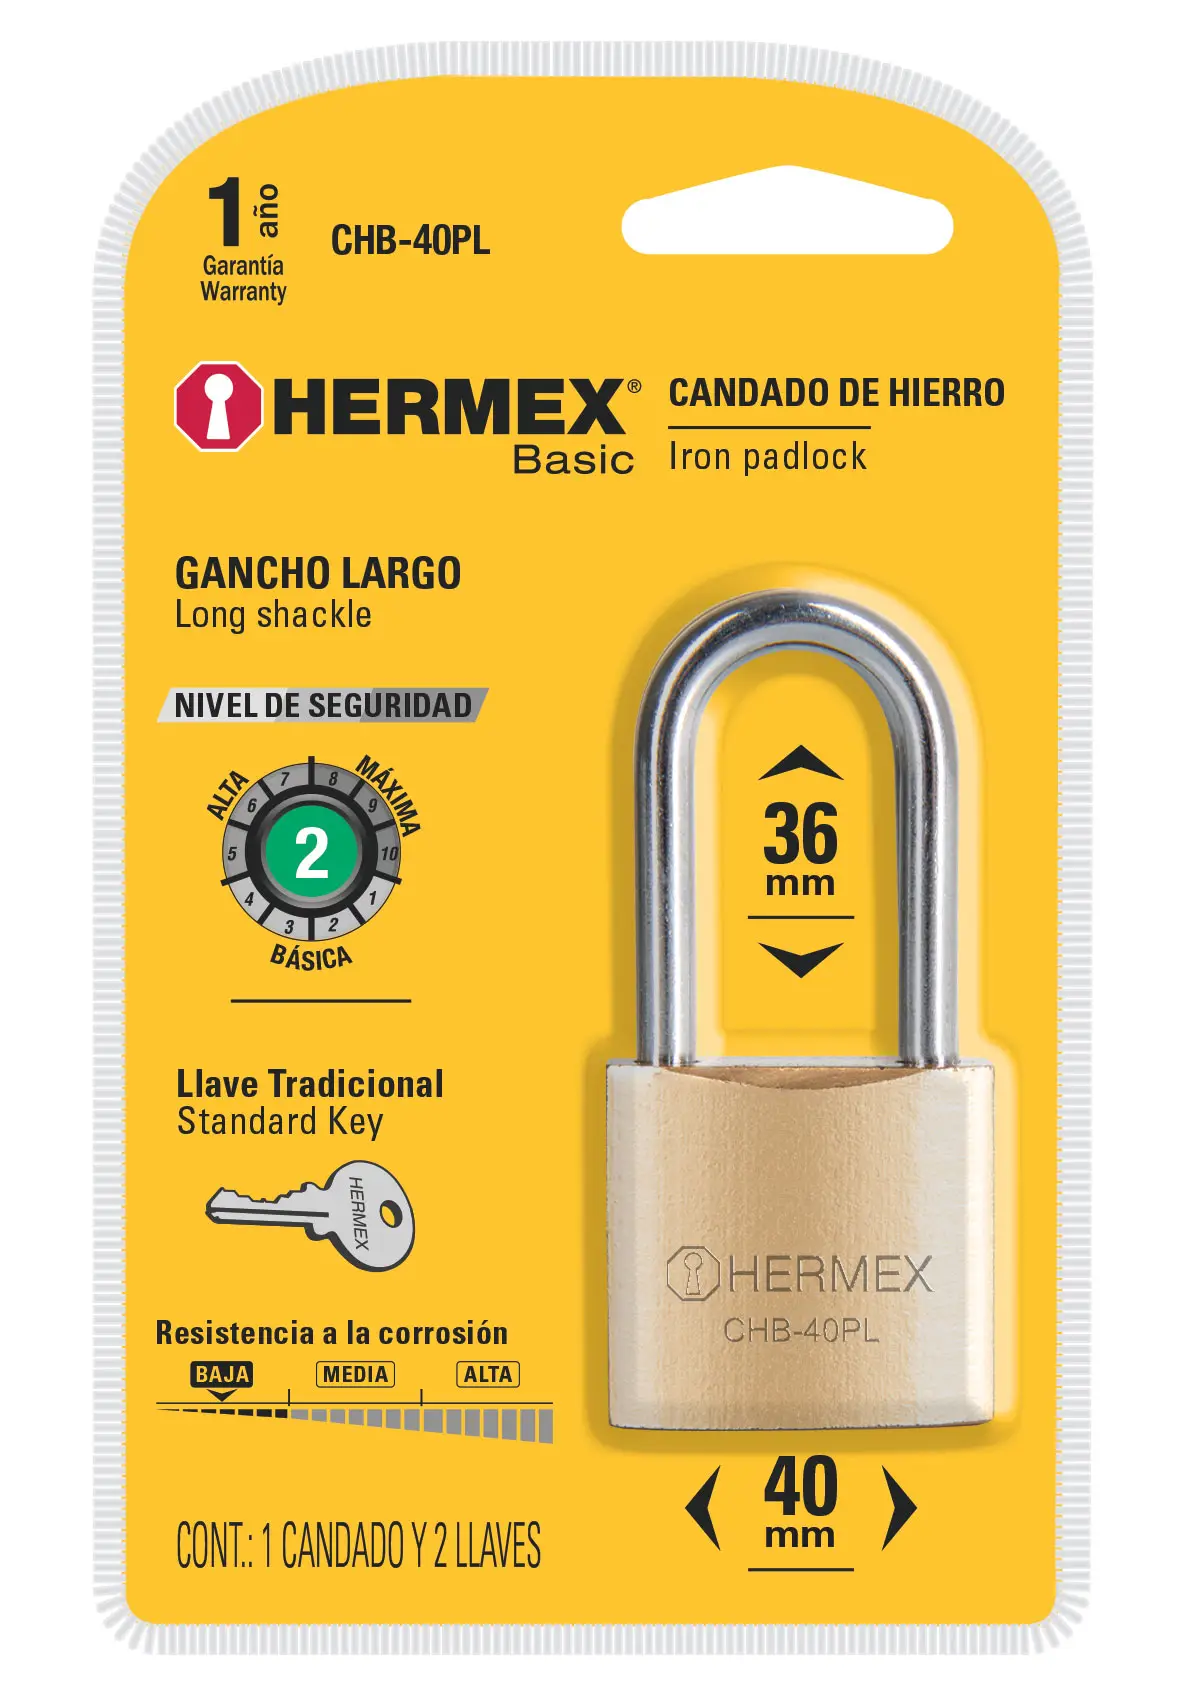 1 año
Garantía
Warranty
CHB-40PL
HERMEX®
Basic
CANDADO DE HIERRO
Iron padlock
GANCHO LARGO
Long shackle
NIVEL DE SEGURIDAD
ALTA
MÁXIMA
BÁSICA
1
2
3
4
5
6
7
8
9
10
2
36
mm
Llave Tradicional
Standard Key
HERMEX
Resistencia a la corrosión
BAJA MEDIA ALTA
HERMEX
CHB-40PL
40
mm
CONT.: 1 CANDADO Y 2 LLAVES